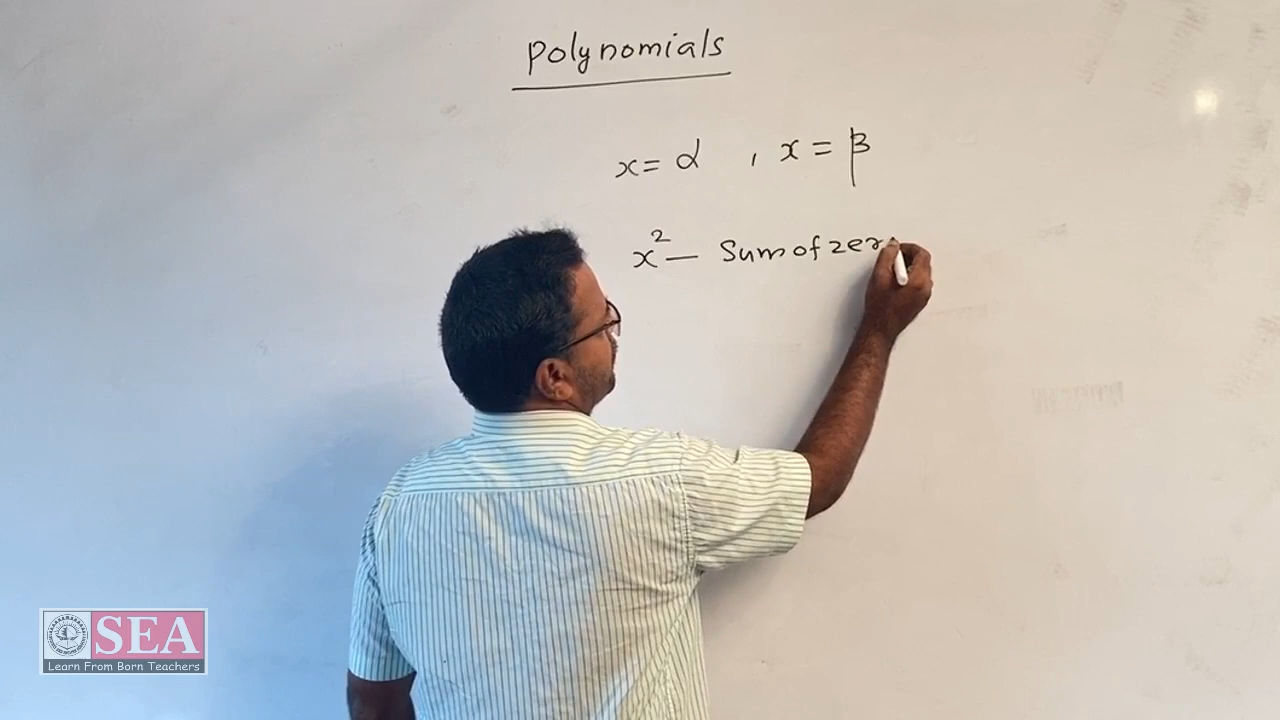 Polynomials
x = α , x = β
x² — Sum of zer
SEA
Learn From Born Teachers